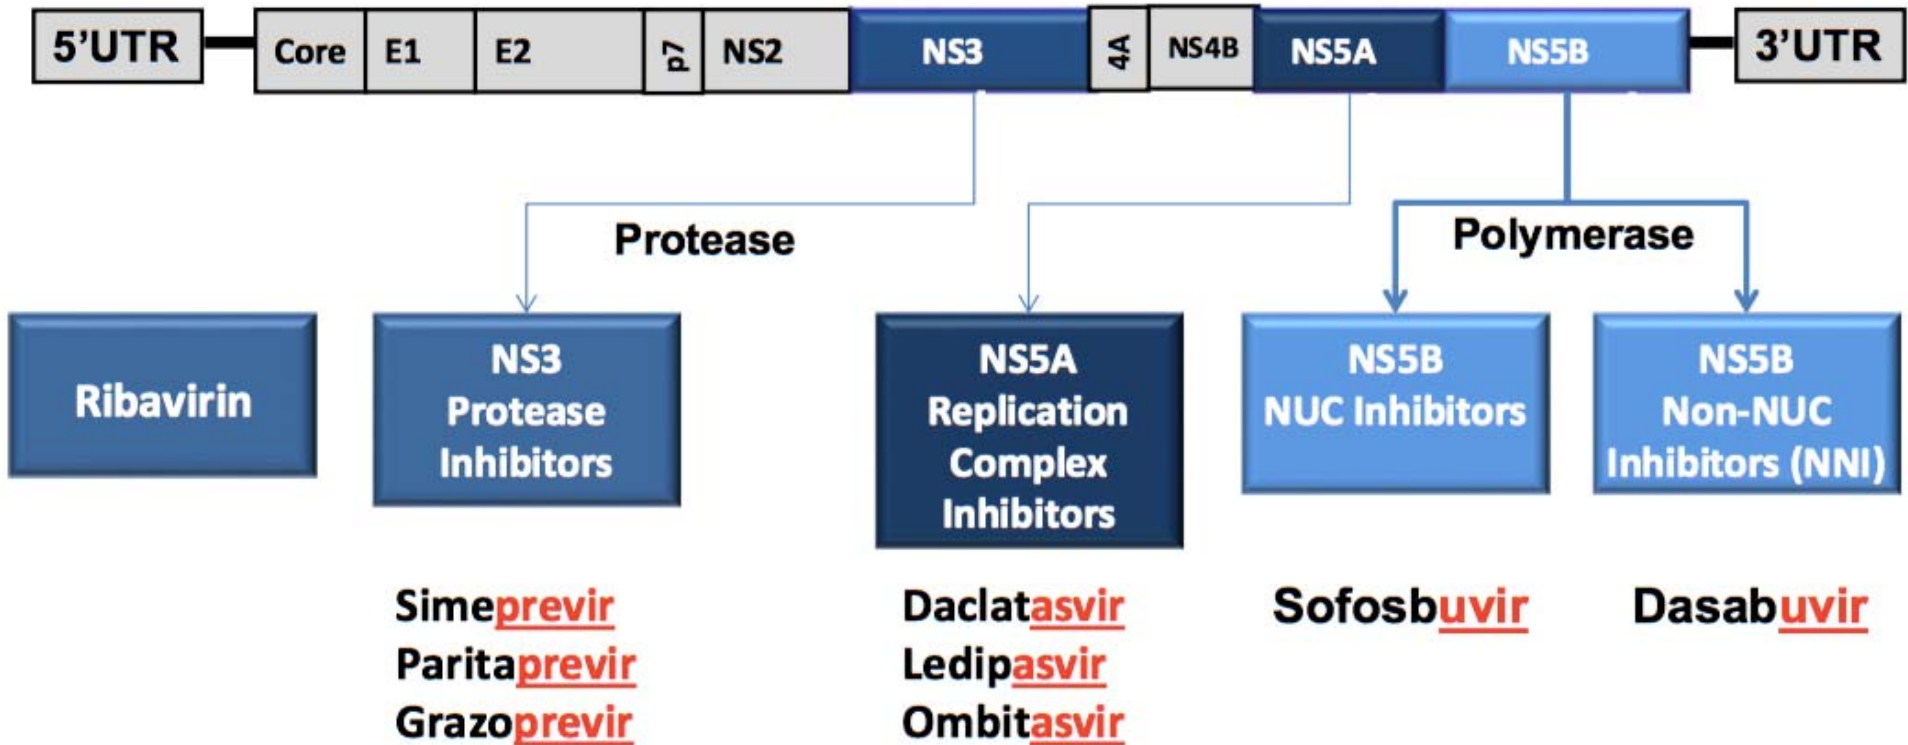 5'UTR
Core
E1
E2
p7
NS2
NS3
4A
NS4B
NS5A
NS5B
3'UTR
Protease
Polymerase
Ribavirin
NS3
Protease
Inhibitors
NS5A
Replication
Complex
Inhibitors
NS5B
NUC Inhibitors
NS5B
Non-NUC
Inhibitors (NNI)
Simeprevir
Paritaprevir
Grazoprevir
Daclatasvir
Ledipasvir
Ombitasvir
Sofosbuvir
Dasabuvir